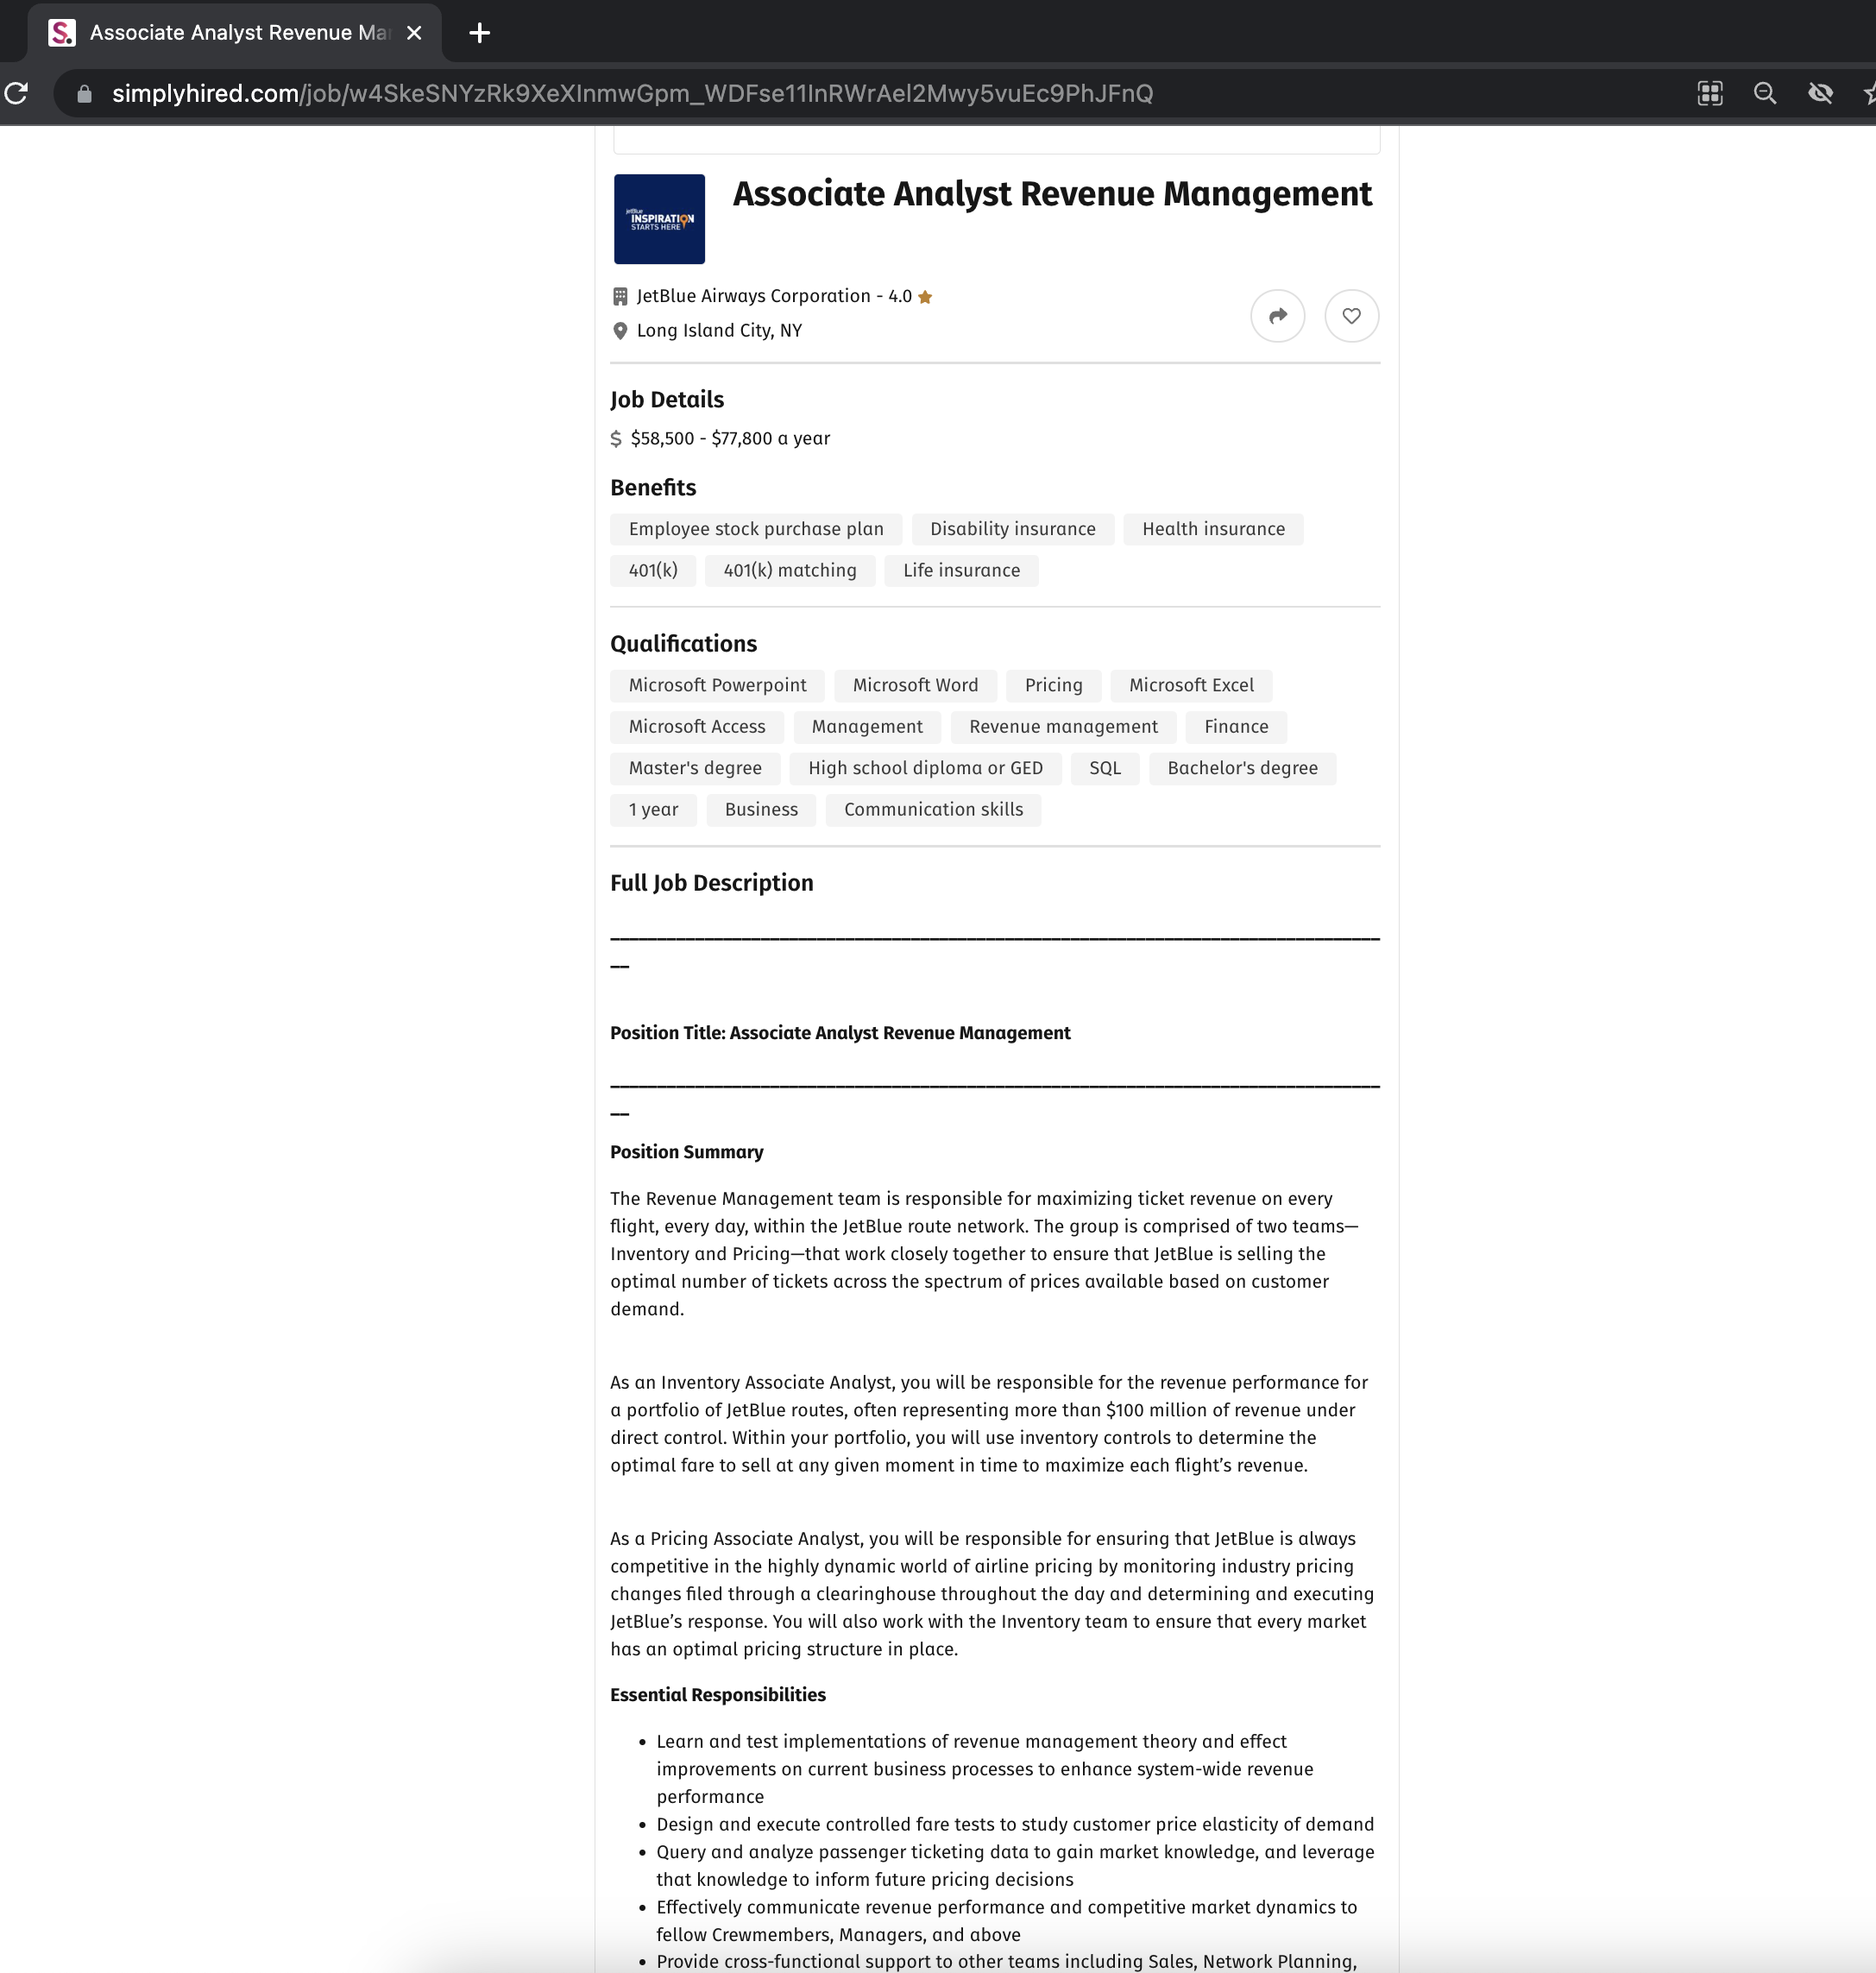 Associate Analyst Revenue Ma
simplyhired.com/job/w4SkeSNYzRk9XeXInmwGpm_WDFse11InRWrAel2Mwy5vuEc9PhJFnQ
jetBlue
INSPIRATION
STARTS HERE
Associate Analyst Revenue Management
JetBlue Airways Corporation - 4.0
Long Island City, NY
Job Details
$ $58,500 - $77,800 a year
Benefits
Employee stock purchase plan Disability insurance Health insurance
401(k) 401(k) matching Life insurance
Qualifications
Microsoft Powerpoint Microsoft Word Pricing Microsoft Excel
Microsoft Access Management Revenue management Finance
Master's degree High school diploma or GED SQL Bachelor's degree
1 year Business Communication skills
Full Job Description
Position Title: Associate Analyst Revenue Management
Position Summary
The Revenue Management team is responsible for maximizing ticket revenue on every
flight, every day, within the JetBlue route network. The group is comprised of two teams—
Inventory and Pricing—that work closely together to ensure that JetBlue is selling the
optimal number of tickets across the spectrum of prices available based on customer
demand.
As an Inventory Associate Analyst, you will be responsible for the revenue performance for
a portfolio of JetBlue routes, often representing more than $100 million of revenue under
direct control. Within your portfolio, you will use inventory controls to determine the
optimal fare to sell at any given moment in time to maximize each flight’s revenue.
As a Pricing Associate Analyst, you will be responsible for ensuring that JetBlue is always
competitive in the highly dynamic world of airline pricing by monitoring industry pricing
changes filed through a clearinghouse throughout the day and determining and executing
JetBlue’s response. You will also work with the Inventory team to ensure that every market
has an optimal pricing structure in place.
Essential Responsibilities
• Learn and test implementations of revenue management theory and effect
improvements on current business processes to enhance system-wide revenue
performance
• Design and execute controlled fare tests to study customer price elasticity of demand
• Query and analyze passenger ticketing data to gain market knowledge, and leverage
that knowledge to inform future pricing decisions
• Effectively communicate revenue performance and competitive market dynamics to
fellow Crewmembers, Managers, and above
• Provide cross-functional support to other teams including Sales, Network Planning,